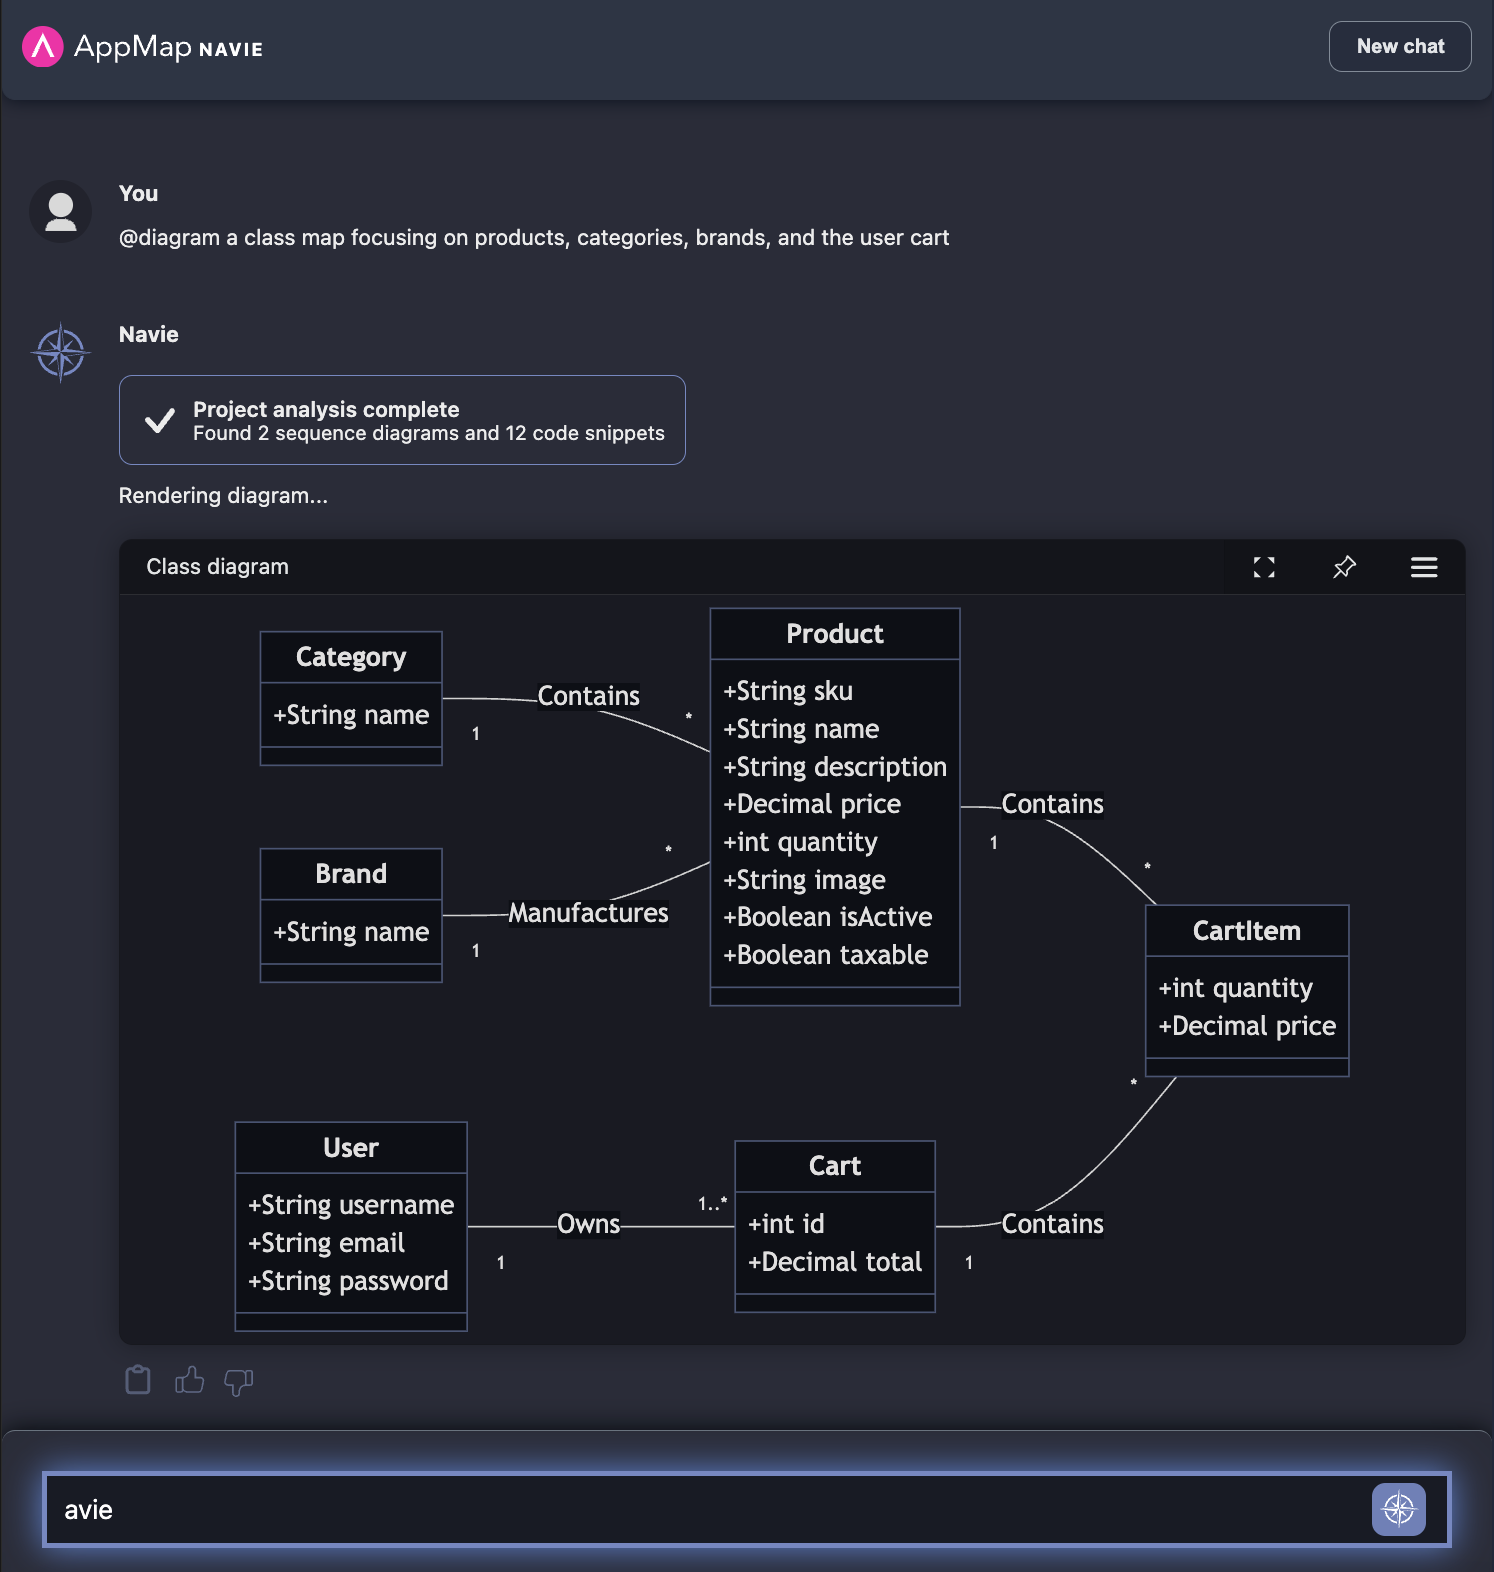 AppMap NAVIE
New chat
You
@diagram a class map focusing on products, categories, brands, and the user cart
Navie
Project analysis complete
Found 2 sequence diagrams and 12 code snippets
Rendering diagram...
Class diagram
Category
+String name
Contains
1
*
Brand
+String name
Manufactures
1
*
Product
+String sku
+String name
+String description
+Decimal price
+int quantity
+String image
+Boolean isActive
+Boolean taxable
Contains
1
*
CartItem
+int quantity
+Decimal price
*
User
+String username
+String email
+String password
Owns
1
1..*
Cart
+int id
+Decimal total
Contains
1
avie